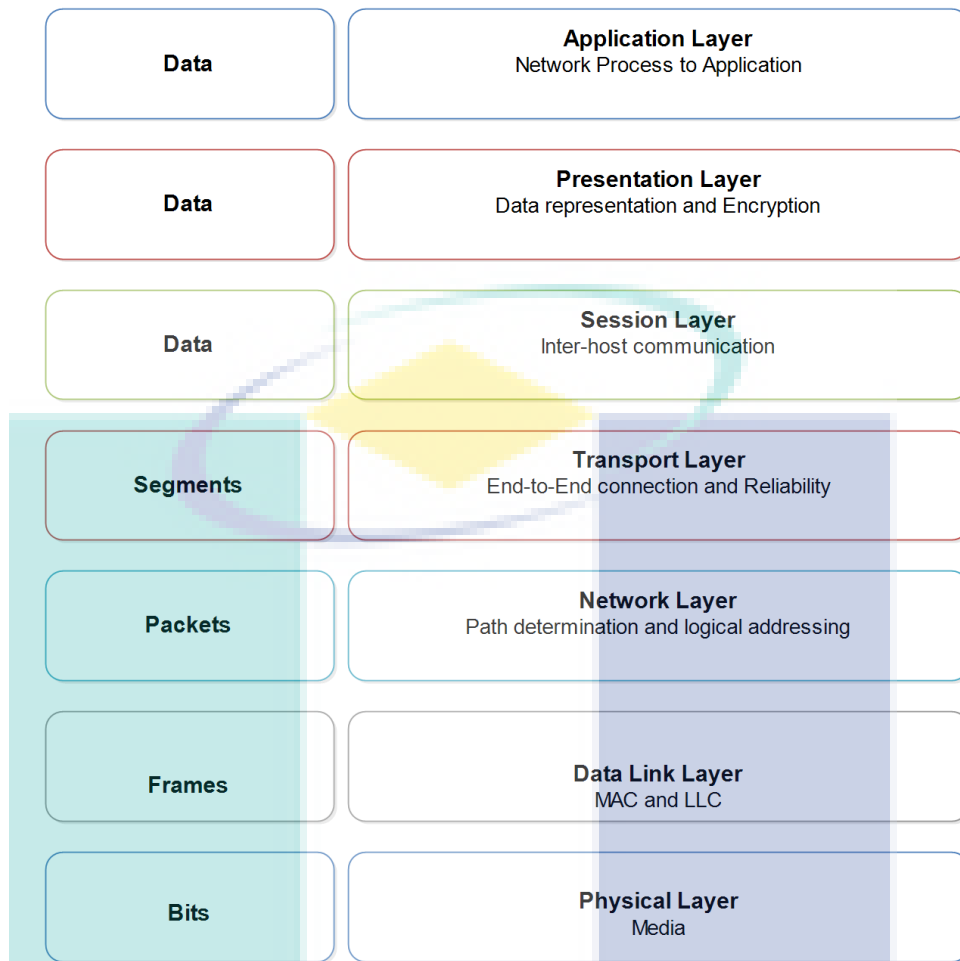 Data
Application Layer
Network Process to Application
Data
Presentation Layer
Data representation and Encryption
Data
Session Layer
Inter-host communication
Segments
Transport Layer
End-to-End connection and Reliability
Packets
Network Layer
Path determination and logical addressing
Frames
Data Link Layer
MAC and LLC
Bits
Physical Layer
Media